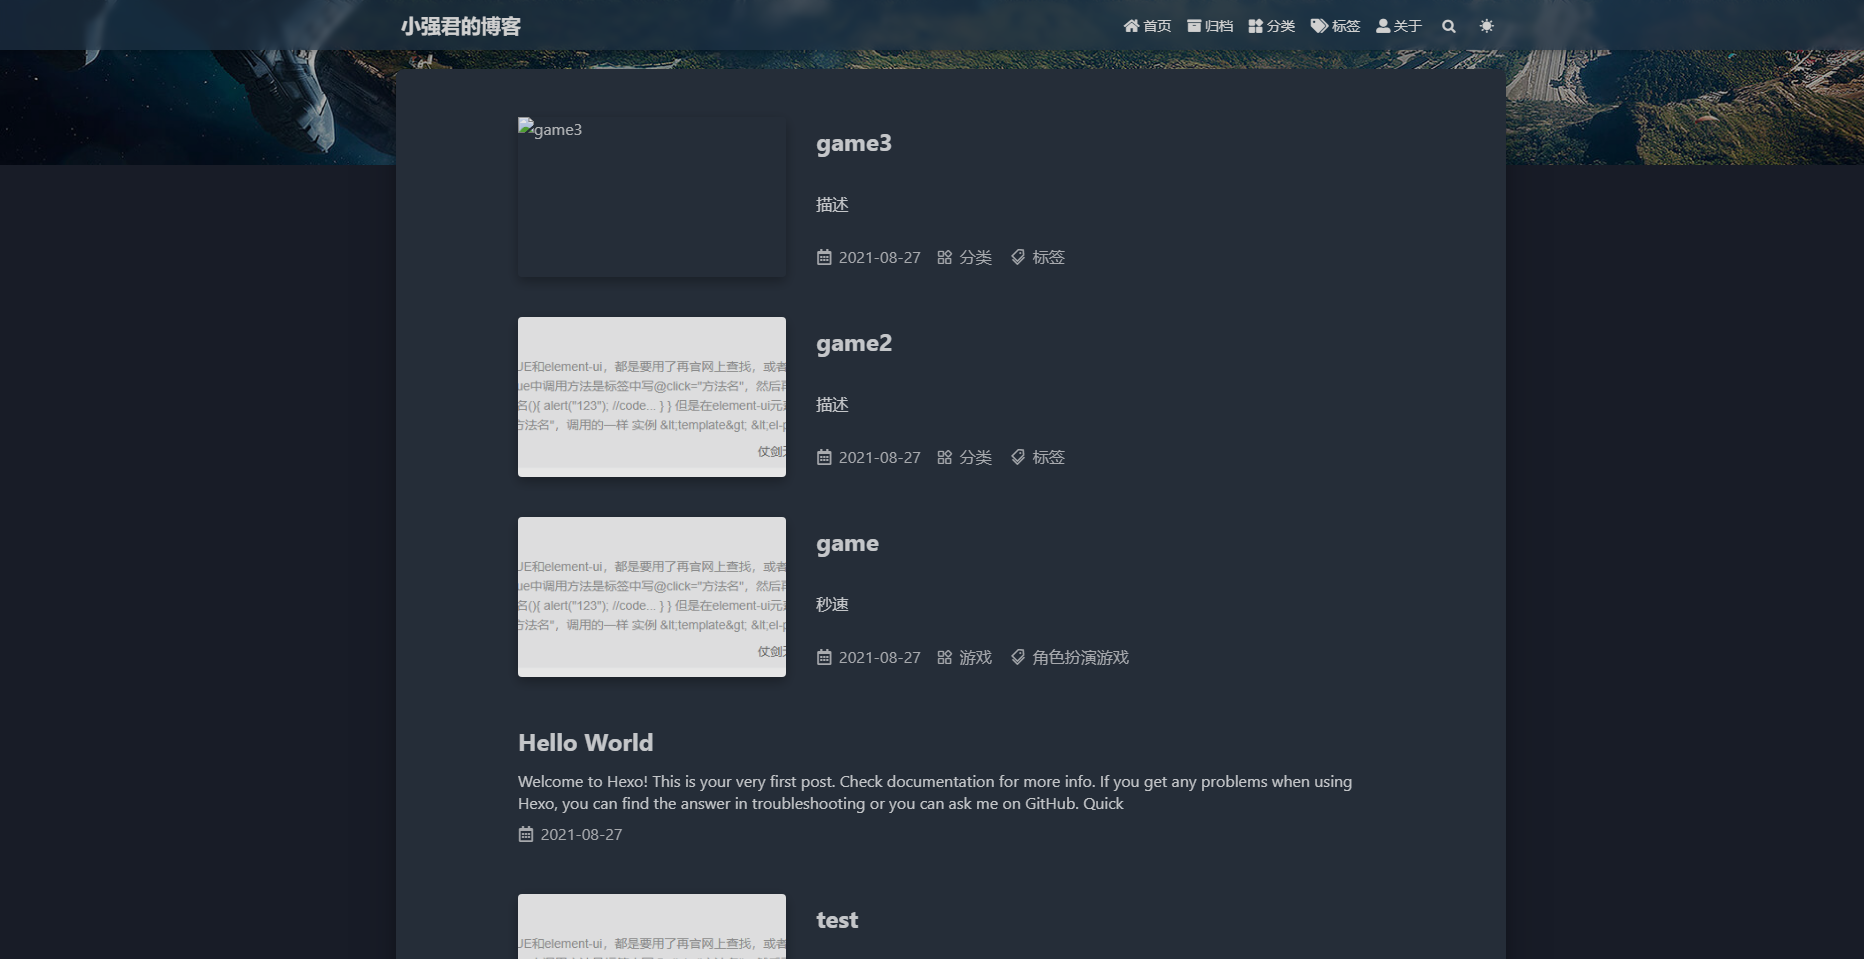 小强君的博客
首页 归档 分类 标签 关于
game3
game3
描述
2021-08-27 分类 标签
UE和element-ui，都是要用了再官网上查找，或者
ue中调用方法是标签中写@click="方法名"，然后再
名(){ alert("123"); //code... } } 但是在element-ui元素
方法名"，调用的一样 实例 &lt;template&gt; &lt;el-p
仗剑天
game2
描述
2021-08-27 分类 标签
UE和element-ui，都是要用了再官网上查找，或者
ue中调用方法是标签中写@click="方法名"，然后再
名(){ alert("123"); //code... } } 但是在element-ui元素
方法名"，调用的一样 实例 &lt;template&gt; &lt;el-p
仗剑天
game
秒速
2021-08-27 游戏 角色扮演游戏
Hello World
Welcome to Hexo! This is your very first post. Check documentation for more info. If you get any problems when using
Hexo, you can find the answer in troubleshooting or you can ask me on GitHub. Quick
2021-08-27
UE和element-ui，都是要用了再官网上查找，或者
test